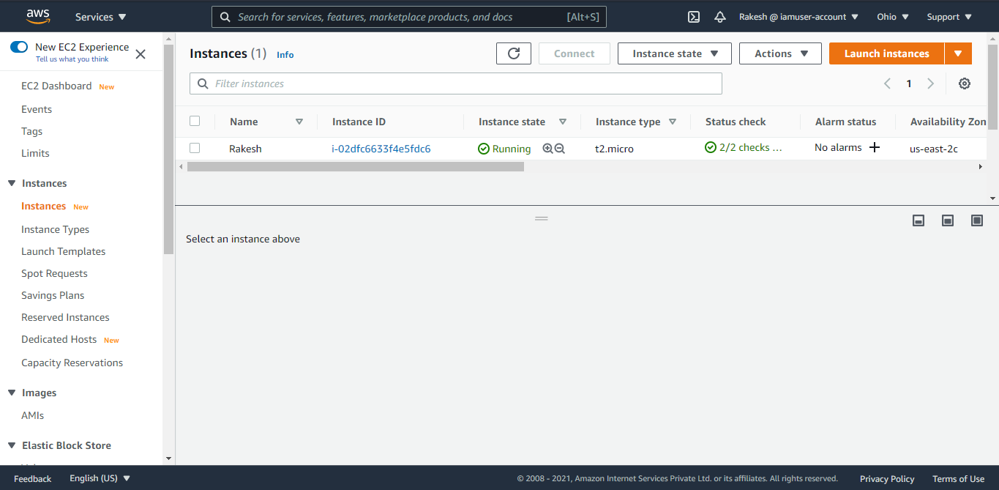 aws Services Search for services, features, marketplace products, and docs [Alt+S] Rakesh @ iamuser-account Ohio Support
New EC2 Experience
Tell us what you think
EC2 Dashboard New
Events
Tags
Limits
Instances
Instances New
Instance Types
Launch Templates
Spot Requests
Savings Plans
Reserved Instances
Dedicated Hosts New
Capacity Reservations
Images
AMIs
Elastic Block Store
Instances (1) Info Connect Instance state Actions Launch instances
Filter instances 1
Name Instance ID Instance state Instance type Status check Alarm status Availability Zon
Rakesh i-02dfc6633f4e5fdc6 Running t2.micro 2/2 checks ... No alarms + us-east-2c
Select an instance above
Feedback English (US) © 2008 - 2021, Amazon Internet Services Private Ltd. or its affiliates. All rights reserved. Privacy Policy Terms of Use